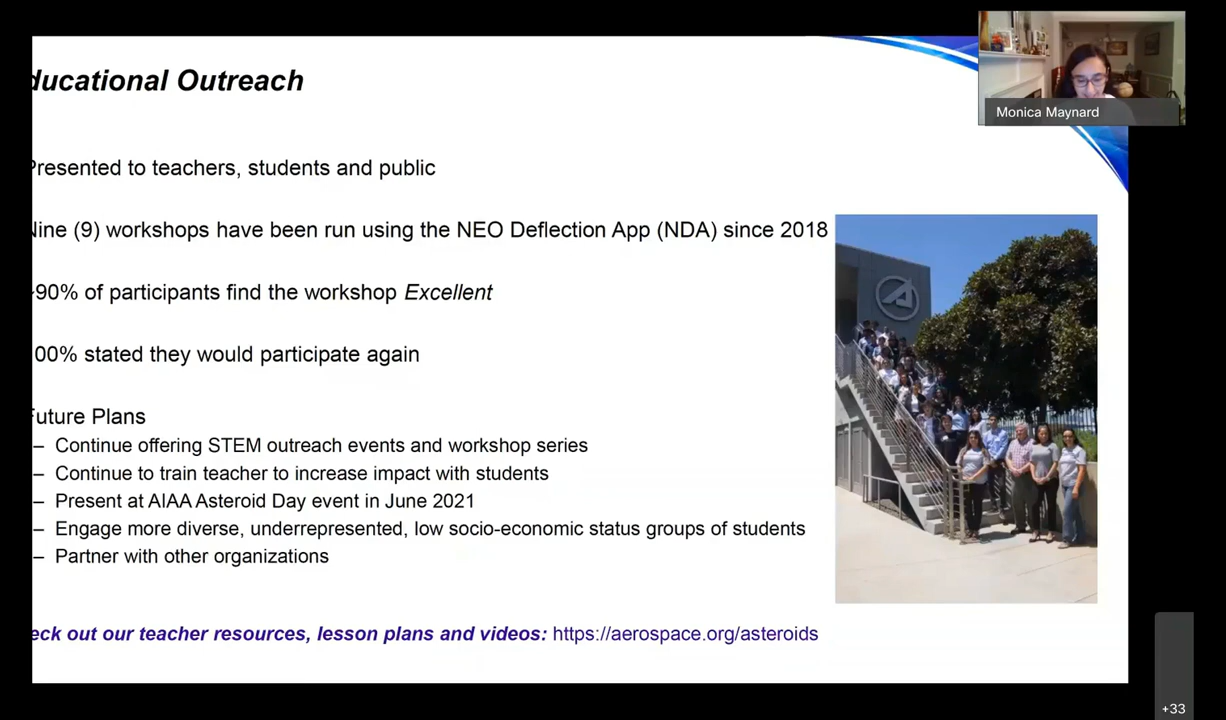 ducational Outreach
Monica Maynard
Presented to teachers, students and public
Nine (9) workshops have been run using the NEO Deflection App (NDA) since 2018
~90% of participants find the workshop Excellent
00% stated they would participate again
Future Plans
– Continue offering STEM outreach events and workshop series
– Continue to train teacher to increase impact with students
– Present at AIAA Asteroid Day event in June 2021
– Engage more diverse, underrepresented, low socio-economic status groups of students
– Partner with other organizations
eck out our teacher resources, lesson plans and videos: https://aerospace.org/asteroids
+33